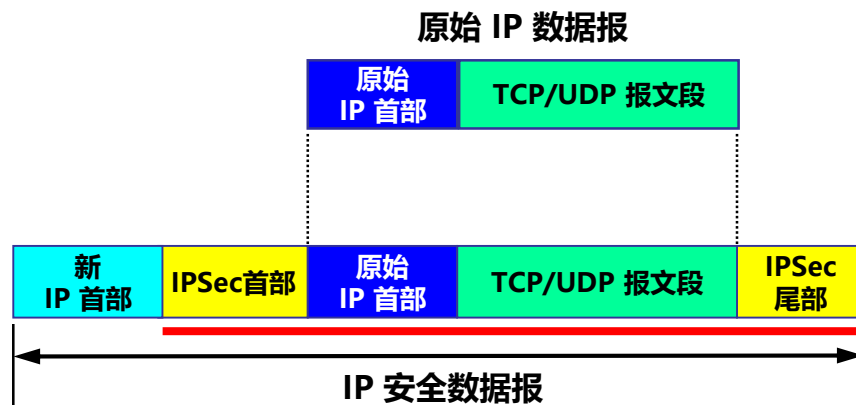 原始 IP 数据报
原始
IP 首部
TCP/UDP 报文段
新
IP 首部
IPSec首部
原始
IP 首部
TCP/UDP 报文段
IPSec
尾部
IP 安全数据报